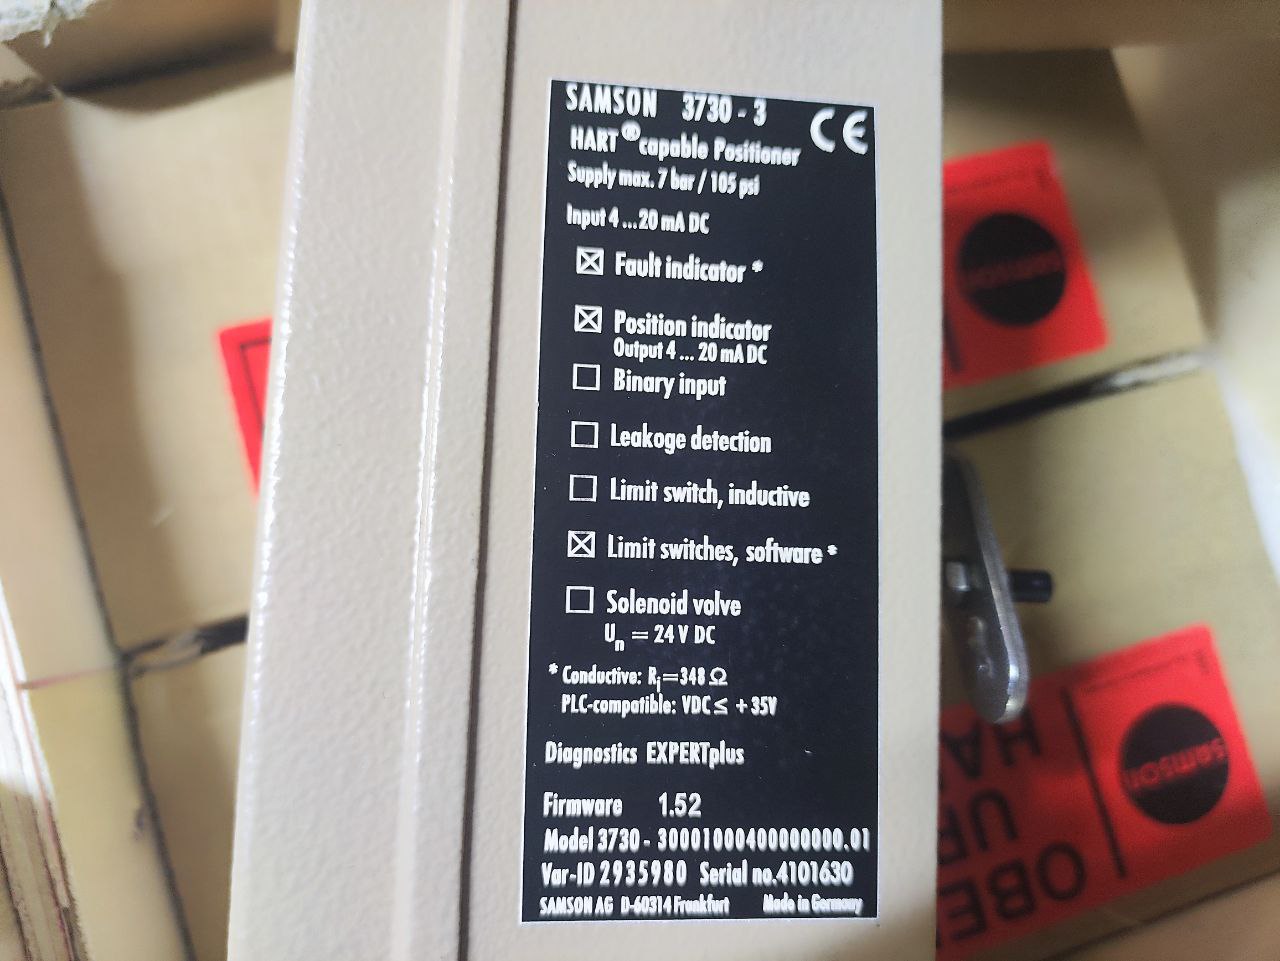 SAMSON 3730 - 3
CE
HART® capable Positioner
Supply max. 7 bar / 105 psi
Input 4 ... 20 mA DC
☒ Fault indicator *
☒ Position indicator
Output 4 ... 20 mA DC
☐ Binary input
☐ Leakage detection
☐ Limit switch, inductive
☒ Limit switches, software *
☐ Solenoid valve
Un = 24 V DC
* Conductive: Ri=348 Ω
PLC-compatible: VDC ≤ +35V
Diagnostics EXPERTplus
Firmware 1.52
Model 3730 - 30001000400000000.01
Var-ID 2935980 Serial no.4101630
SAMSON AG D-60314 Frankfurt Made in Germany
samson
samson